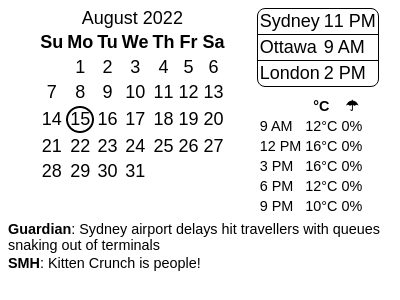 August 2022
Su Mo Tu We Th Fr Sa
1 2 3 4 5 6
7 8 9 10 11 12 13
14 15 16 17 18 19 20
21 22 23 24 25 26 27
28 29 30 31
Sydney 11 PM
Ottawa 9 AM
London 2 PM
°C ☂
9 AM 12°C 0%
12 PM 16°C 0%
3 PM 16°C 0%
6 PM 12°C 0%
9 PM 10°C 0%
Guardian: Sydney airport delays hit travellers with queues
snaking out of terminals
SMH: Kitten Crunch is people!